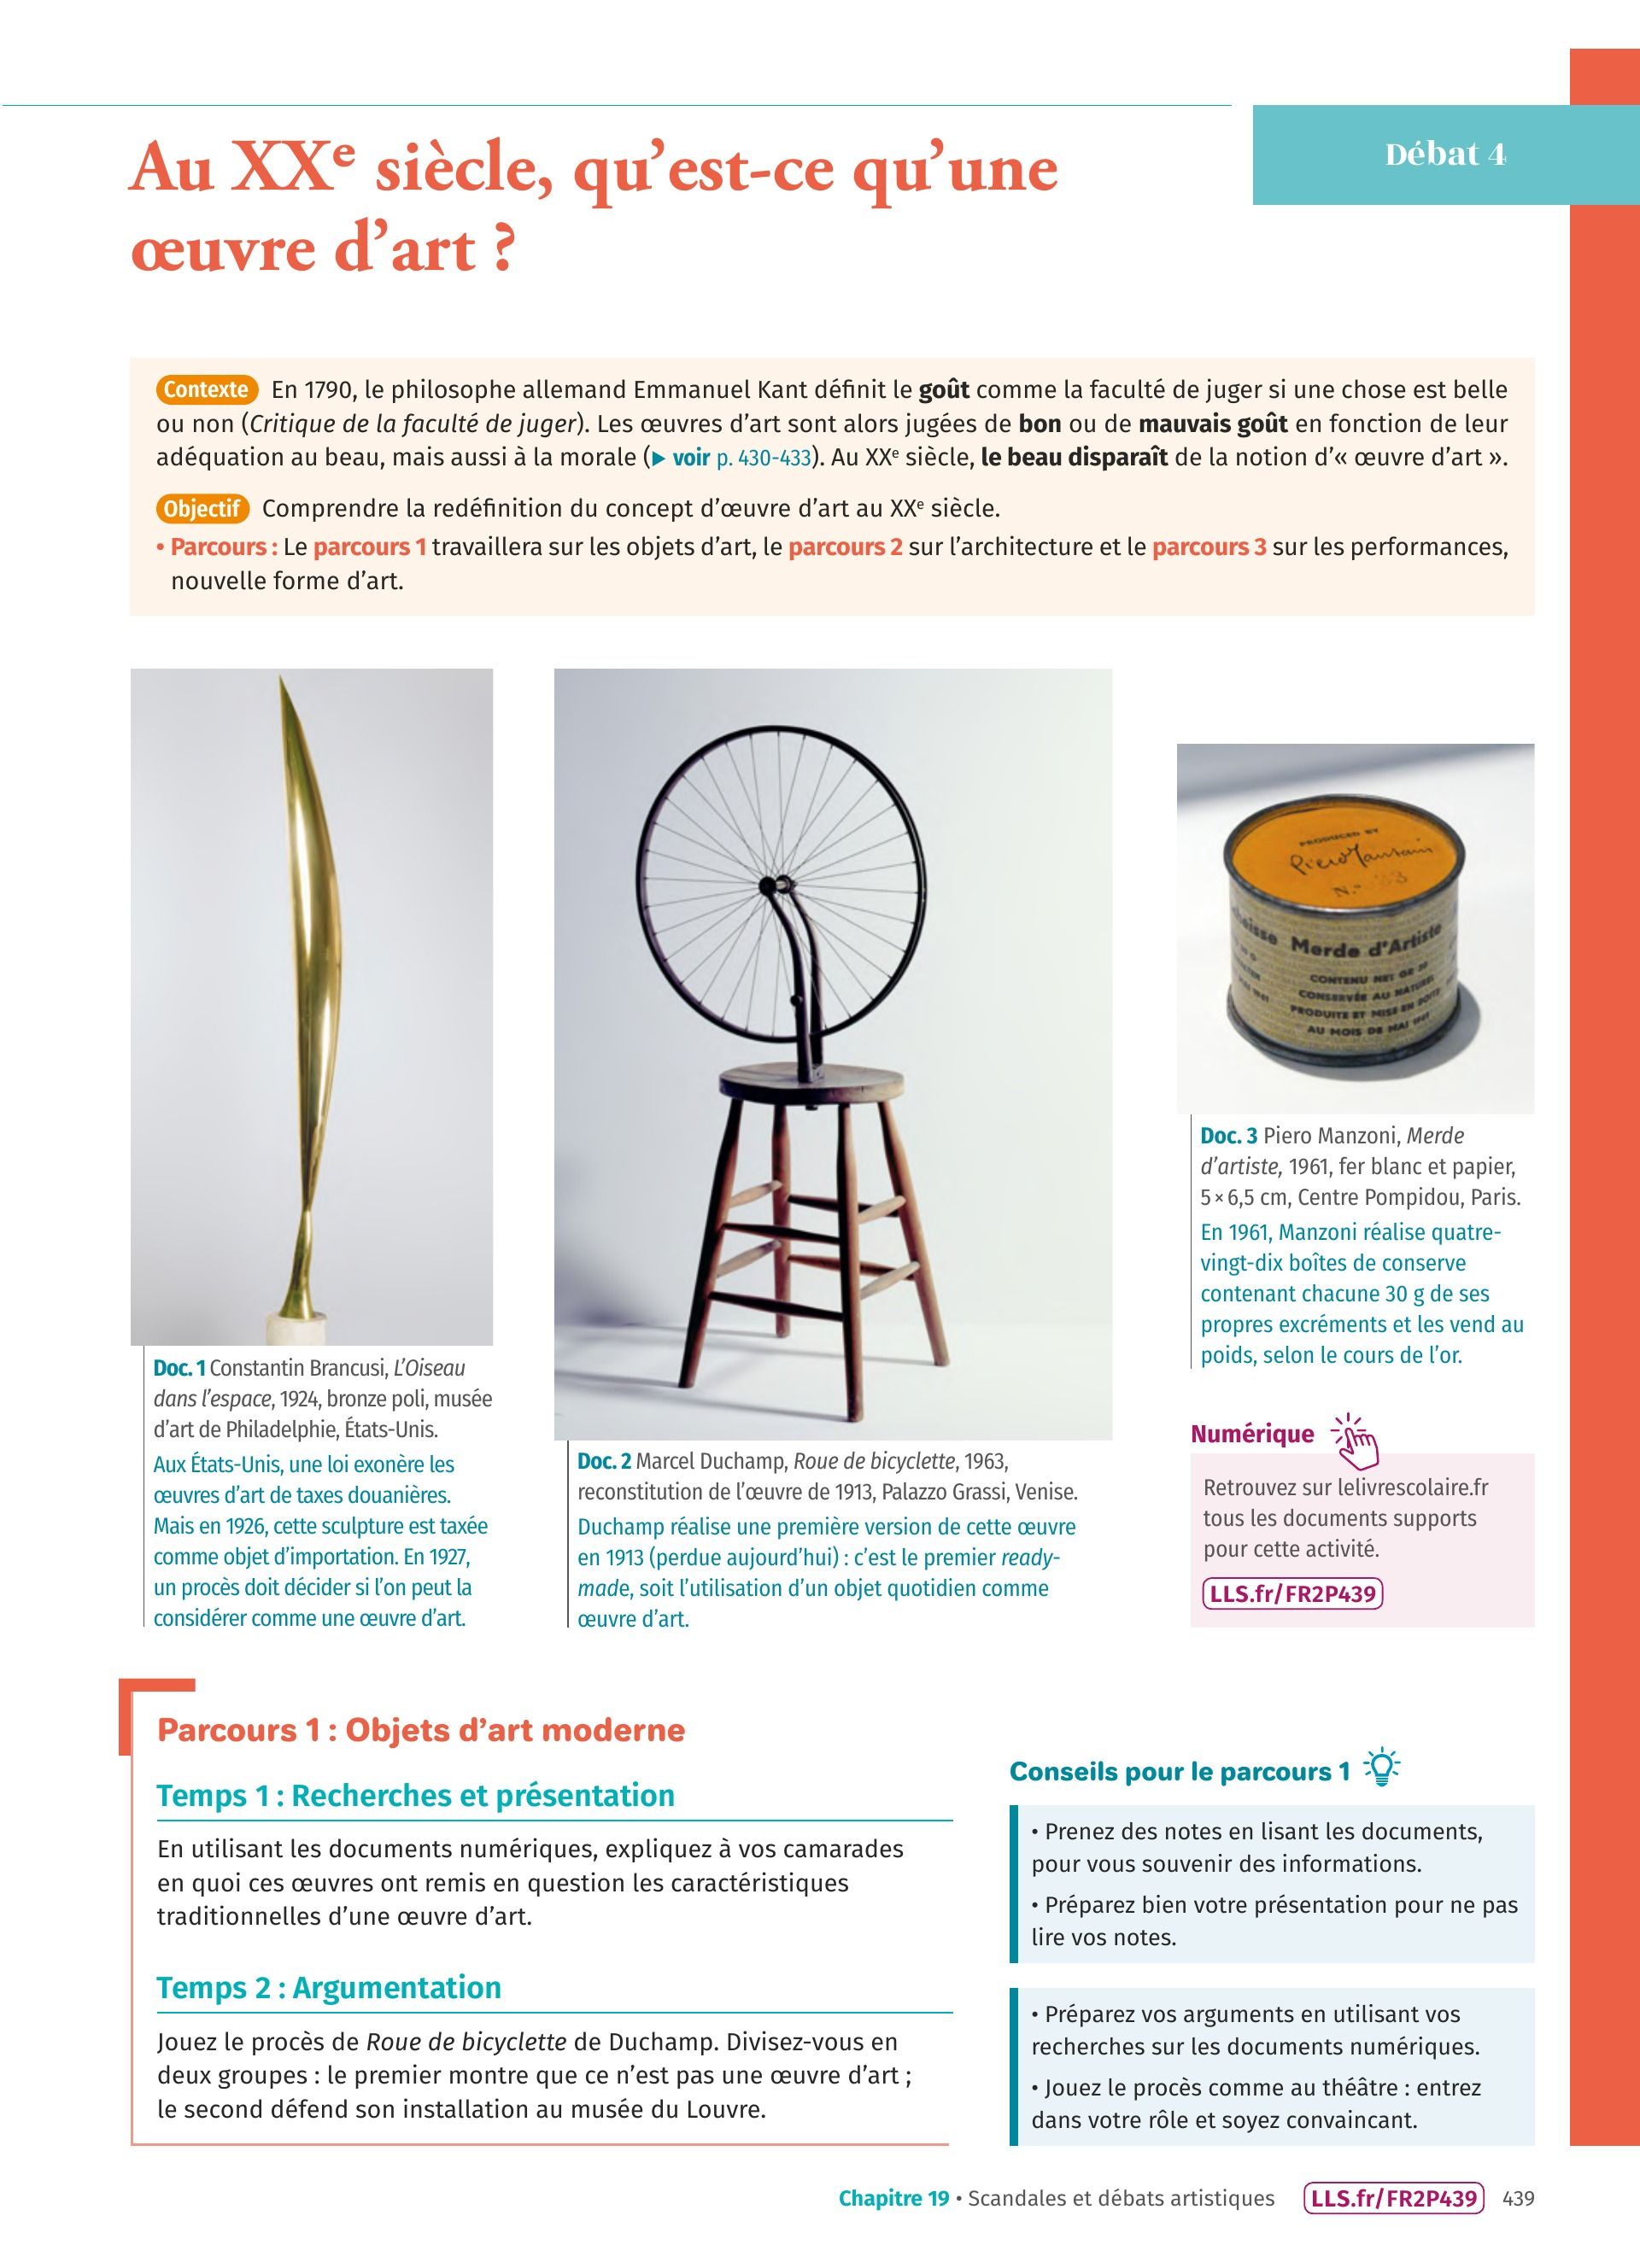 Débat 4
Au XXe siècle, qu’est-ce qu’une
œuvre d’art ?
Contexte En 1790, le philosophe allemand Emmanuel Kant définit le goût comme la faculté de juger si une chose est belle
ou non (Critique de la faculté de juger). Les œuvres d’art sont alors jugées de bon ou de mauvais goût en fonction de leur
adéquation au beau, mais aussi à la morale (▶ voir p. 430-433). Au XXe siècle, le beau disparaît de la notion d’« œuvre d’art ».
Objectif Comprendre la redéfinition du concept d’œuvre d’art au XXe siècle.
• Parcours : Le parcours 1 travaillera sur les objets d’art, le parcours 2 sur l’architecture et le parcours 3 sur les performances,
nouvelle forme d’art.
PRODUCED BY
Piero Manzoni
N.°
Merde d'Artiste
CONTENU NET GR 30
CONSERVÉE AU NATUREL
PRODUITE ET MISE EN BOÎTE
AU MOIS DE MAI 1961
Doc. 1 Constantin Brancusi, L’Oiseau
dans l’espace, 1924, bronze poli, musée
d’art de Philadelphie, États-Unis.
Aux États-Unis, une loi exonère les
œuvres d’art de taxes douanières.
Mais en 1926, cette sculpture est taxée
comme objet d’importation. En 1927,
un procès doit décider si l’on peut la
considérer comme une œuvre d’art.
Doc. 2 Marcel Duchamp, Roue de bicyclette, 1963,
reconstitution de l’œuvre de 1913, Palazzo Grassi, Venise.
Duchamp réalise une première version de cette œuvre
en 1913 (perdue aujourd’hui) : c’est le premier ready-
made, soit l’utilisation d’un objet quotidien comme
œuvre d’art.
Doc. 3 Piero Manzoni, Merde
d’artiste, 1961, fer blanc et papier,
5 × 6,5 cm, Centre Pompidou, Paris.
En 1961, Manzoni réalise quatre-
vingt-dix boîtes de conserve
contenant chacune 30 g de ses
propres excréments et les vend au
poids, selon le cours de l’or.
Numérique
Retrouvez sur lelivrescolaire.fr
tous les documents supports
pour cette activité.
LLS.fr/FR2P439
Parcours 1 : Objets d’art moderne
Temps 1 : Recherches et présentation
En utilisant les documents numériques, expliquez à vos camarades
en quoi ces œuvres ont remis en question les caractéristiques
traditionnelles d’une œuvre d’art.
Temps 2 : Argumentation
Jouez le procès de Roue de bicyclette de Duchamp. Divisez-vous en
deux groupes : le premier montre que ce n’est pas une œuvre d’art ;
le second défend son installation au musée du Louvre.
Conseils pour le parcours 1
• Prenez des notes en lisant les documents,
pour vous souvenir des informations.
• Préparez bien votre présentation pour ne pas
lire vos notes.
• Préparez vos arguments en utilisant vos
recherches sur les documents numériques.
• Jouez le procès comme au théâtre : entrez
dans votre rôle et soyez convaincant.
Chapitre 19 • Scandales et débats artistiques LLS.fr/FR2P439 439